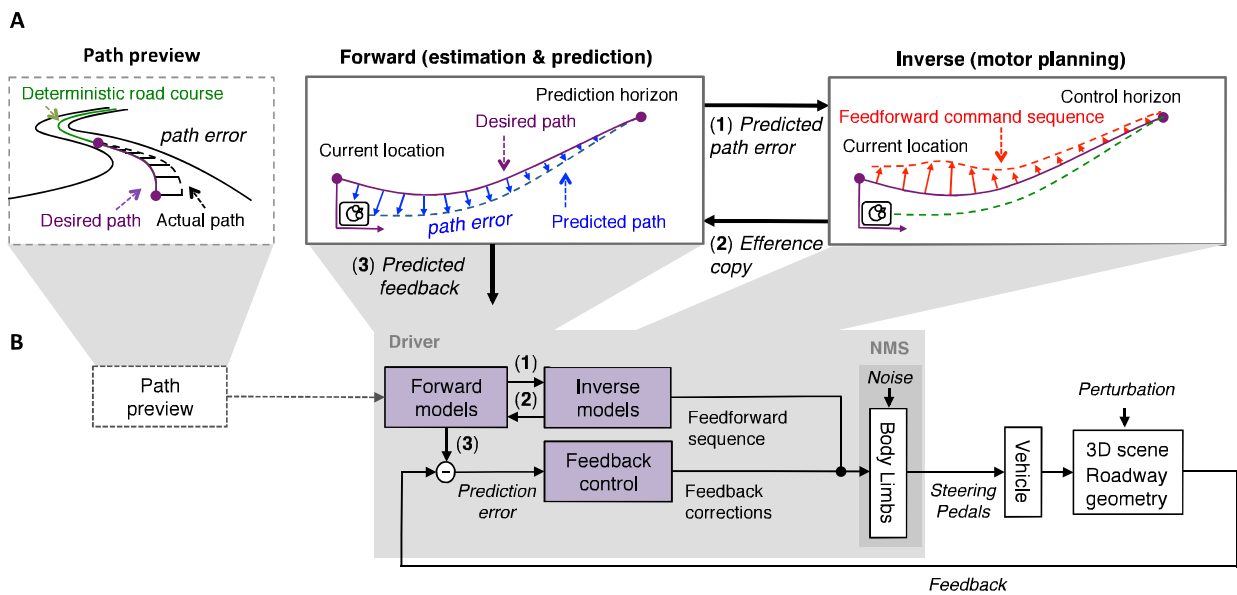 A
Path preview
Deterministic road course
path error
Desired path
Actual path
Forward (estimation & prediction)
Prediction horizon
Desired path
Current location
path error
Predicted path
(1) Predicted
path error
(2) Efference
copy
(3) Predicted
feedback
Inverse (motor planning)
Control horizon
Feedforward command sequence
Current location
B
Driver
NMS
Path
preview
Forward
models
(1)
(2)
Inverse
models
(3)
Feedforward
sequence
−
Prediction
error
Feedback
control
Feedback
corrections
Noise
Body Limbs
Steering
Pedals
Vehicle
Perturbation
3D scene
Roadway
geometry
Feedback